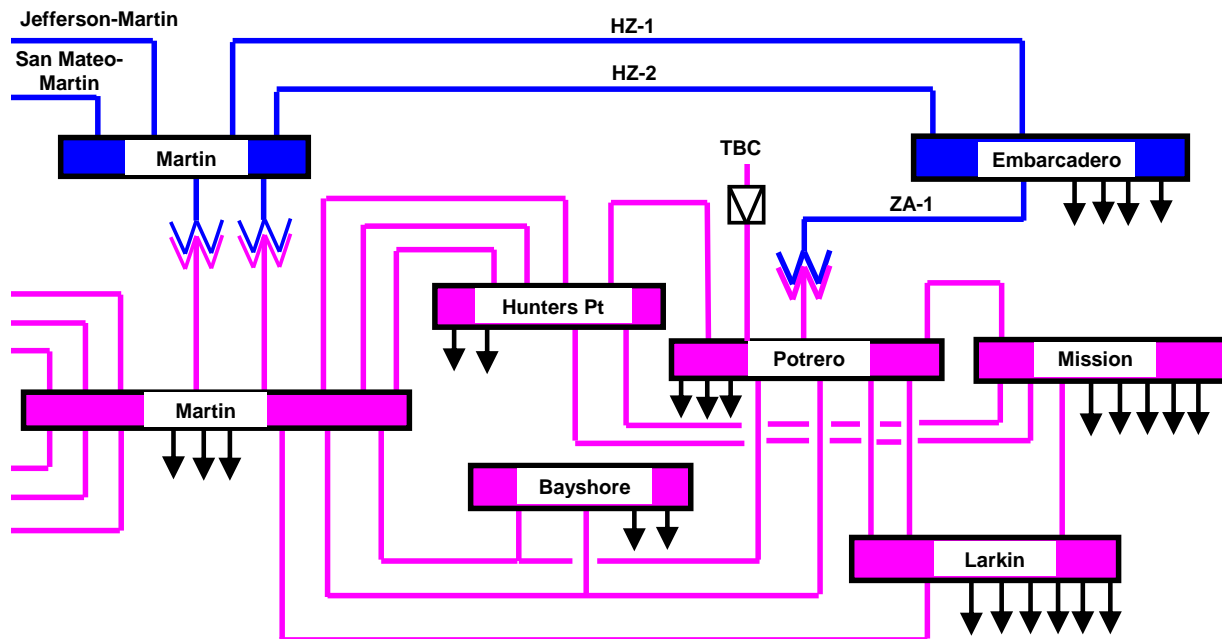 Jefferson-Martin
HZ-1
San Mateo-
Martin
HZ-2
Martin
TBC
Embarcadero
ZA-1
Hunters Pt
Potrero
Mission
Martin
Bayshore
Larkin